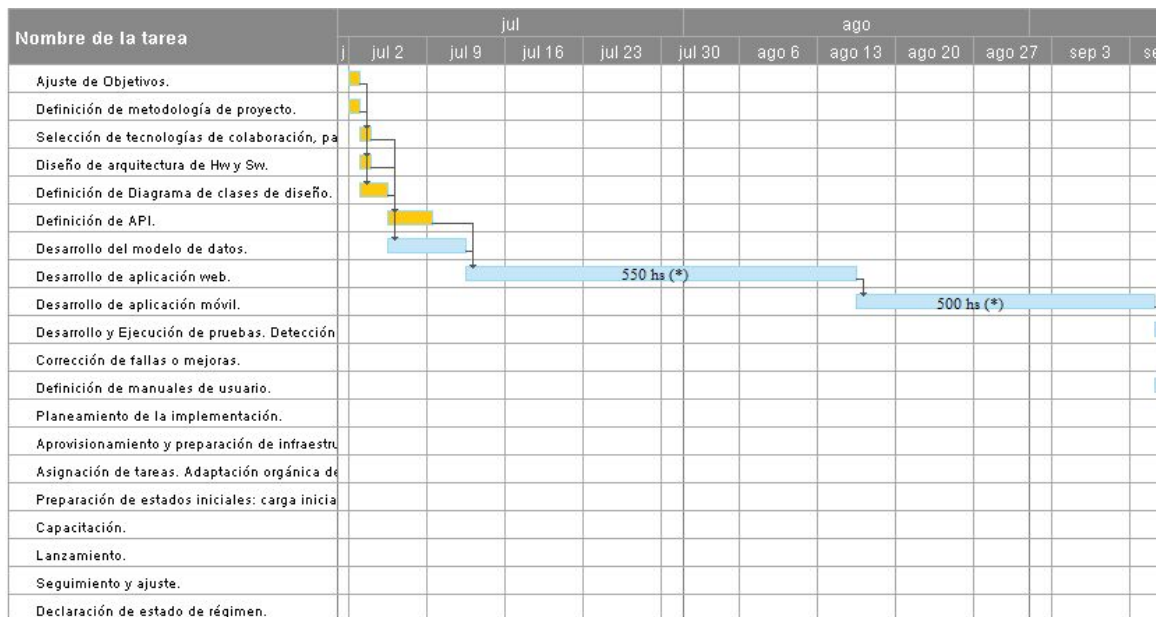 Nombre de la tarea
jul
ago
j
jul 2
jul 9
jul 16
jul 23
jul 30
ago 6
ago 13
ago 20
ago 27
sep 3
se
Ajuste de Objetivos.
Definición de metodología de proyecto.
Selección de tecnologías de colaboración, pa
Diseño de arquitectura de Hw y Sw.
Definición de Diagrama de clases de diseño.
Definición de API.
Desarrollo del modelo de datos.
Desarrollo de aplicación web.
550 hs (*)
Desarrollo de aplicación móvil.
500 hs (*)
Desarrollo y Ejecución de pruebas. Detección
Corrección de fallas o mejoras.
Definición de manuales de usuario.
Planeamiento de la implementación.
Aprovisionamiento y preparación de infraestru
Asignación de tareas. Adaptación orgánica de
Preparación de estados iniciales: carga inicia
Capacitación.
Lanzamiento.
Seguimiento y ajuste.
Declaración de estado de régimen.